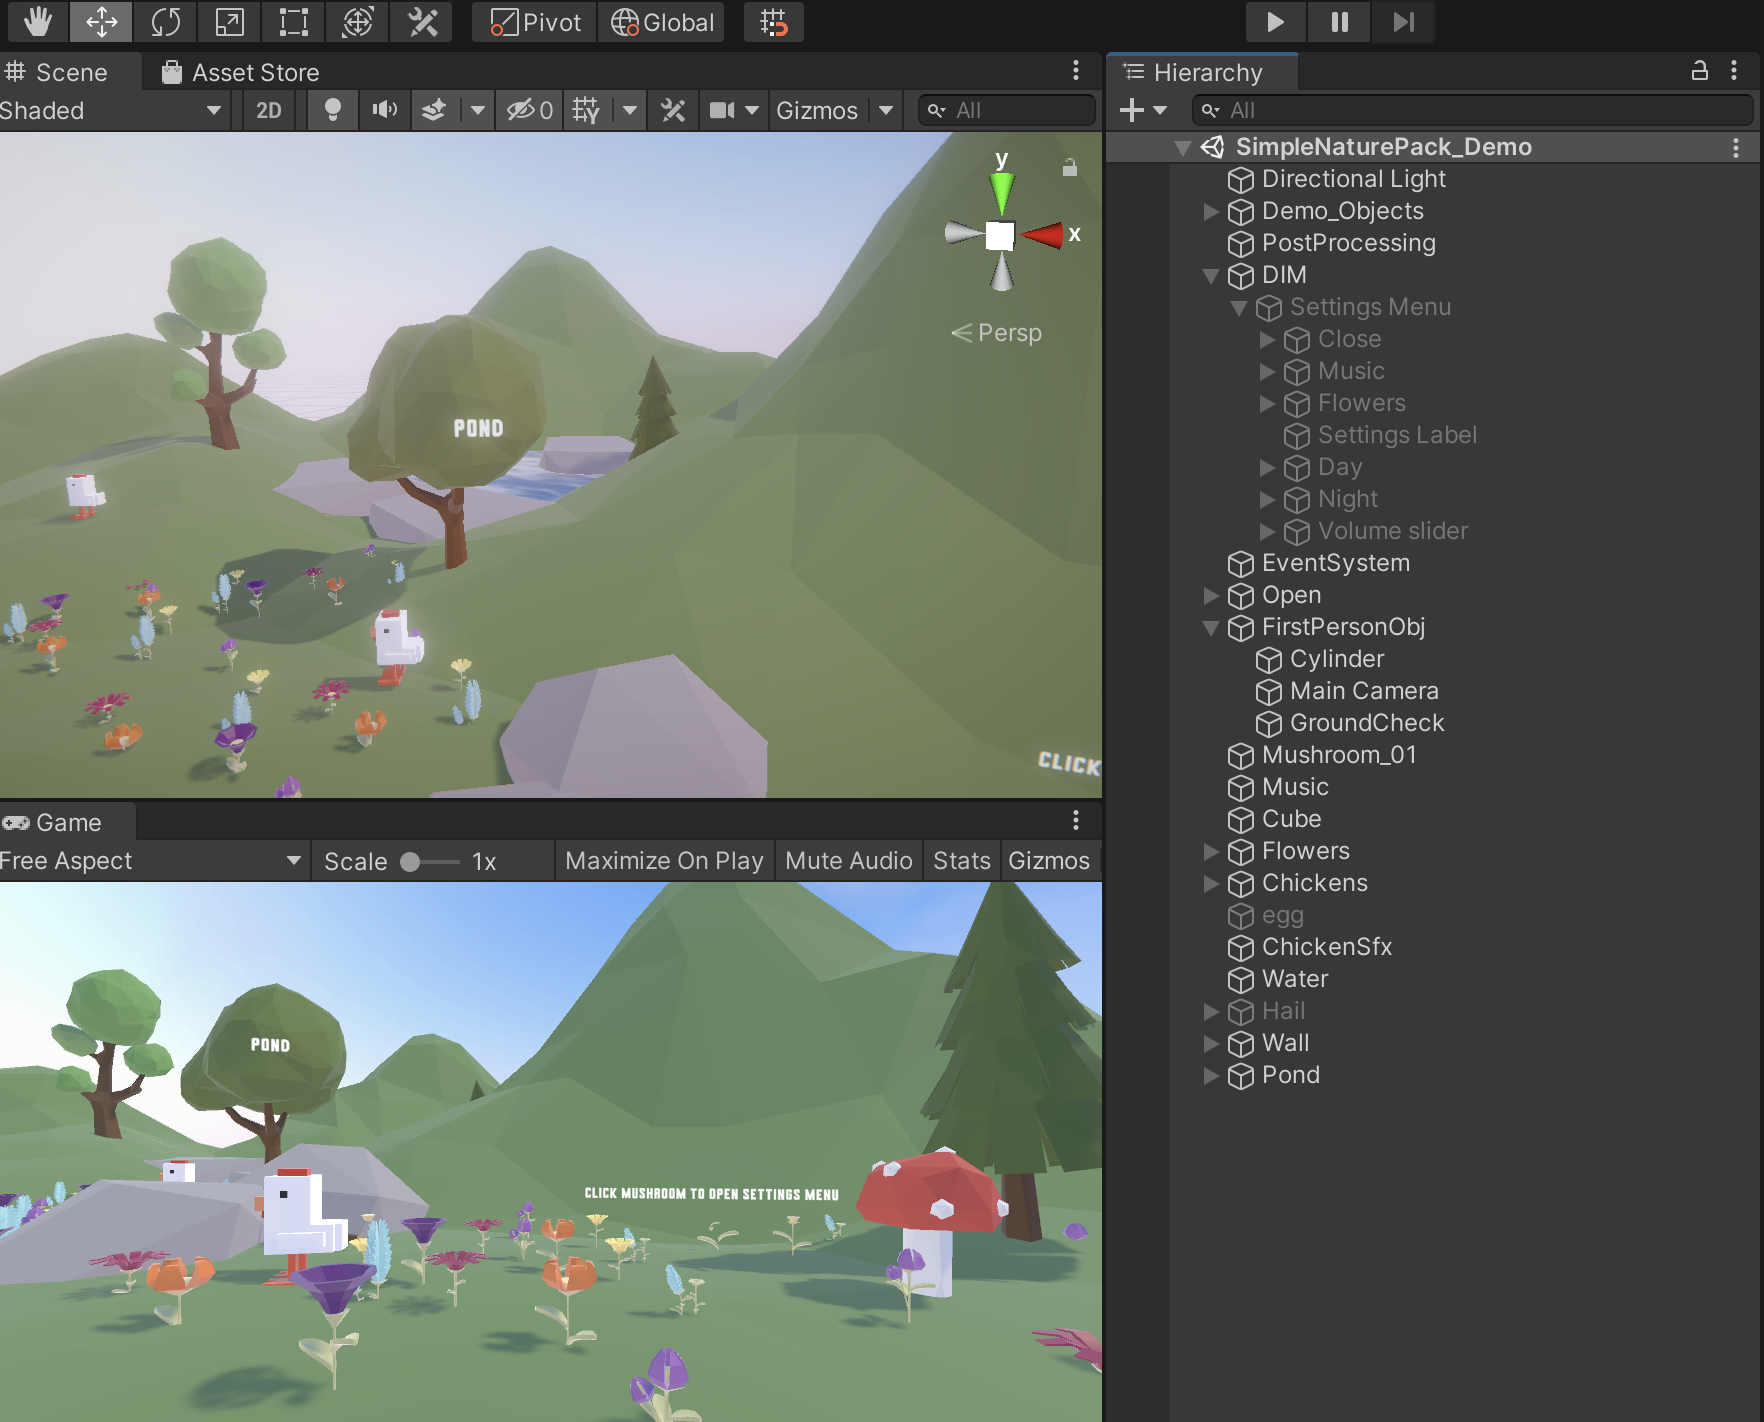 Pivot
Global
Scene
Asset Store
Shaded
2D
0
Gizmos
All
y
x
Persp
POND
CLICK
Game
Free Aspect
Scale
1x
Maximize On Play
Mute Audio
Stats
Gizmos
POND
CLICK MUSHROOM TO OPEN SETTINGS MENU
Hierarchy
All
SimpleNaturePack_Demo
Directional Light
Demo_Objects
PostProcessing
DIM
Settings Menu
Close
Music
Flowers
Settings Label
Day
Night
Volume slider
EventSystem
Open
FirstPersonObj
Cylinder
Main Camera
GroundCheck
Mushroom_01
Music
Cube
Flowers
Chickens
egg
ChickenSfx
Water
Hail
Wall
Pond